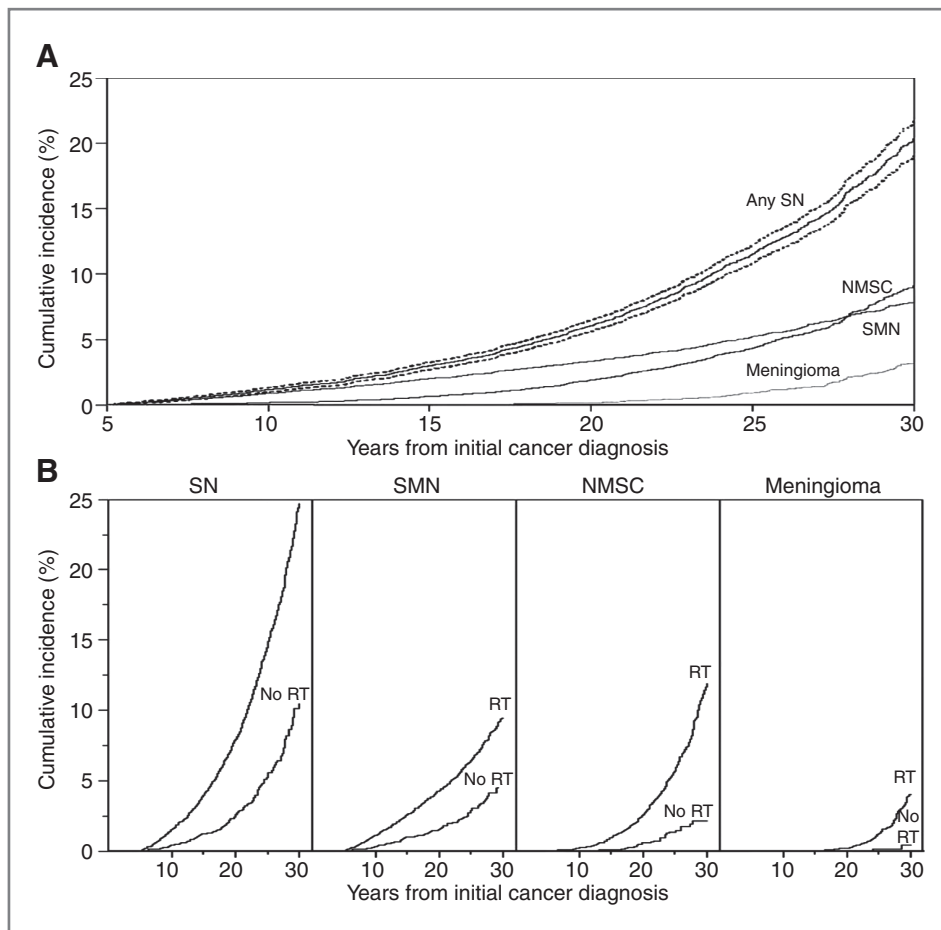 A
Cumulative incidence (%)
25
20
15
10
5
0
Any SN
NMSC
SMN
Meningioma
5 10 15 20 25 30
Years from initial cancer diagnosis
B
SN SMN NMSC Meningioma
Cumulative incidence (%)
25
20
15
10
5
0
No RT
RT
No RT
RT
No RT
RT
No
RT
10 20 30 10 20 30 10 20 30 10 20 30
Years from initial cancer diagnosis